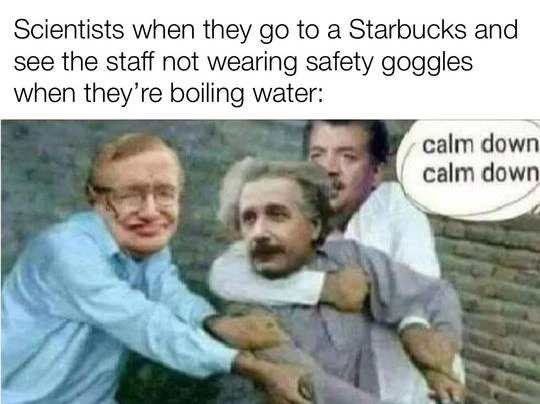 Scientists when they go to a Starbucks and
see the staff not wearing safety goggles
when they’re boiling water:
calm down
calm down